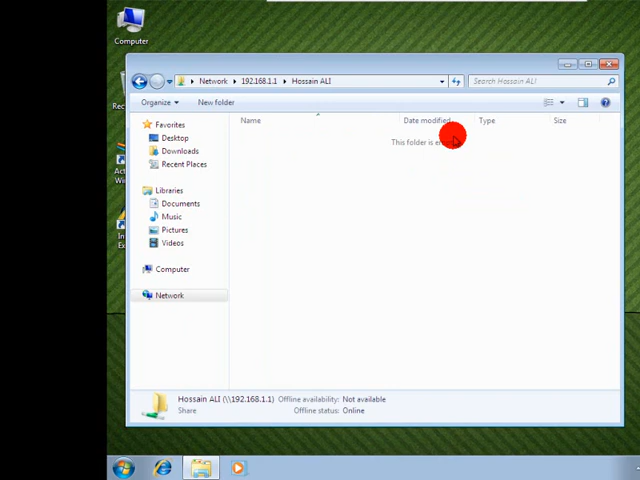 Computer
Network
192.168.1.1
Hossain ALI
Search Hossain ALI
Organize
New folder
Name
Date modified
Type
Size
This folder is
Favorites
Desktop
Downloads
Recent Places
Libraries
Documents
Music
Pictures
Videos
Computer
Network
Hossain ALI (\\192.168.1.1)
Offline availability: Not available
Share
Offline status: Online